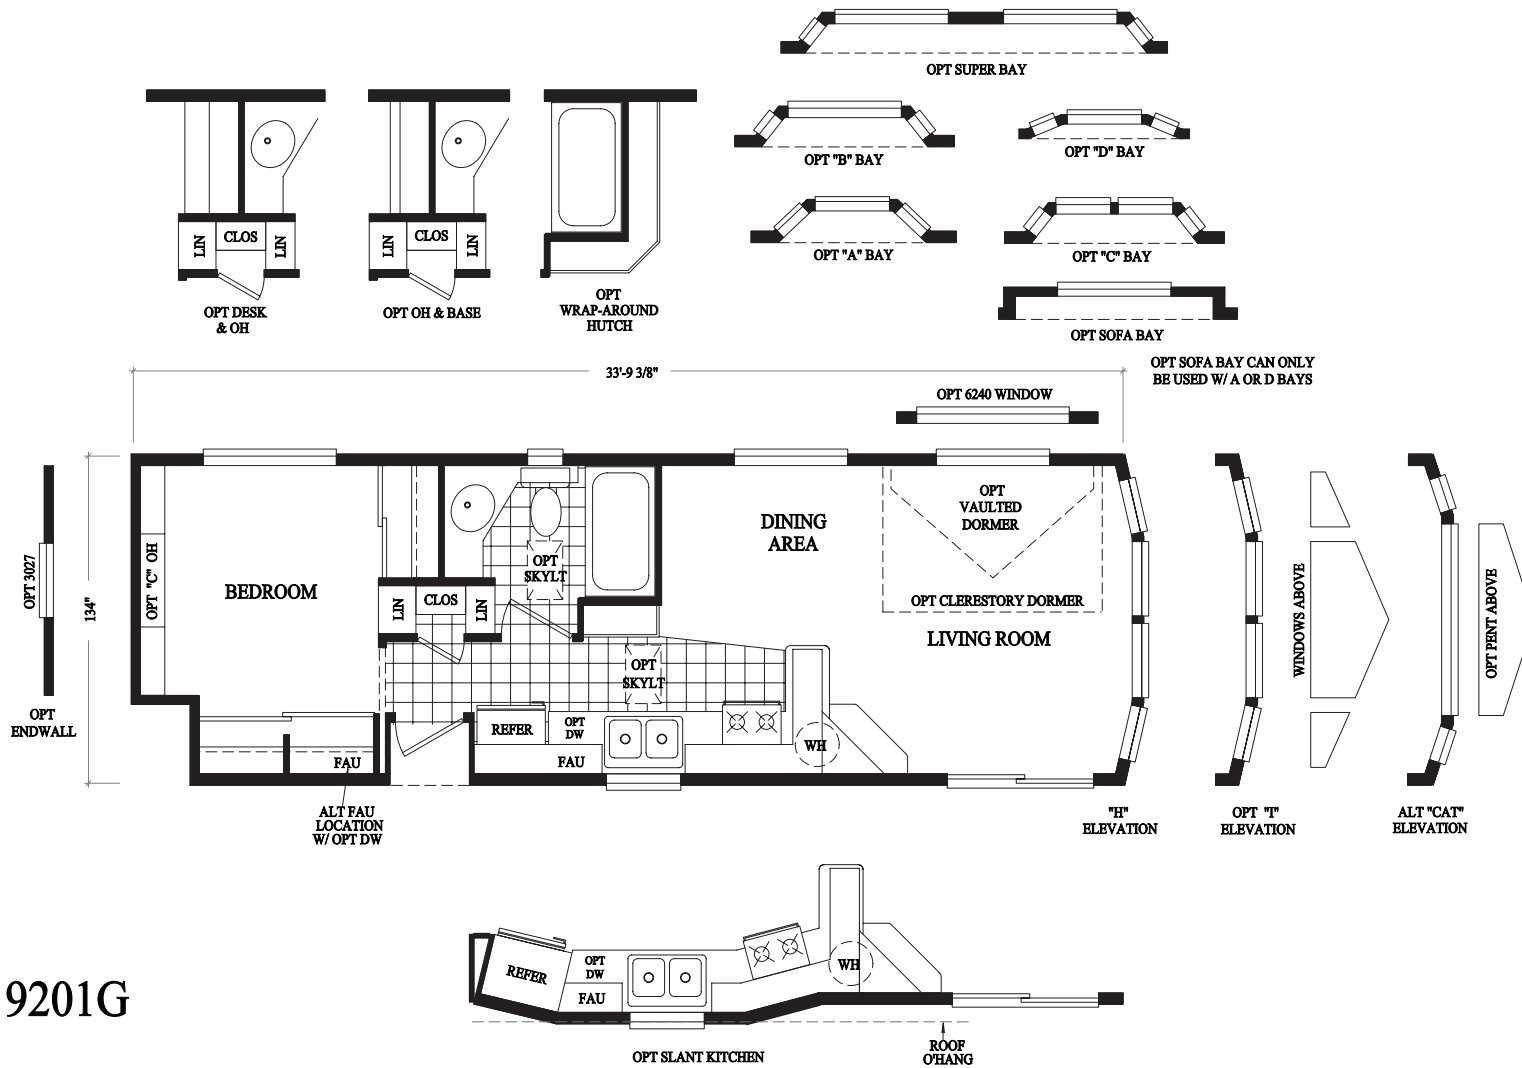 OPT SUPER BAY
OPT "B" BAY
OPT "D" BAY
LIN
CLOS
LIN
LIN
CLOS
LIN
OPT "A" BAY
OPT "C" BAY
OPT DESK
& OH
OPT OH & BASE
OPT
WRAP-AROUND
HUTCH
OPT SOFA BAY
OPT SOFA BAY CAN ONLY
BE USED W/ A OR D BAYS
33'-9 3/8"
OPT 6240 WINDOW
OPT 3027
134"
OPT "C" OH
BEDROOM
LIN
CLOS
LIN
OPT
SKYLT
DINING
AREA
OPT
VAULTED
DORMER
OPT CLERESTORY DORMER
LIVING ROOM
WINDOWS ABOVE
OPT PENT ABOVE
OPT
SKYLT
OPT
ENDWALL
REFER
OPT
DW
FAU
FAU
WH
ALT FAU
LOCATION
W/ OPT DW
"H"
ELEVATION
OPT "I"
ELEVATION
ALT "CAT"
ELEVATION
REFER
OPT
DW
FAU
WH
9201G
OPT SLANT KITCHEN
ROOF
O'HANG